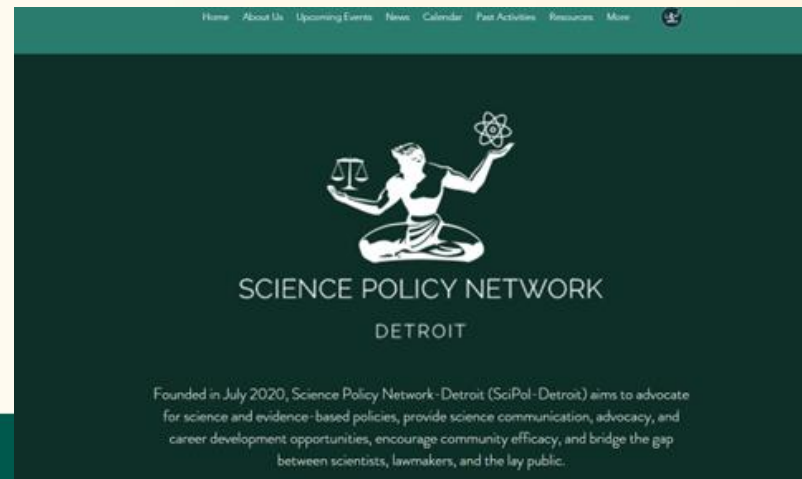 Home About Us Upcoming Events News Calendar Past Activities Resources More
SCIENCE POLICY NETWORK
DETROIT
Founded in July 2020, Science Policy Network-Detroit (SciPol-Detroit) aims to advocate
for science and evidence-based policies, provide science communication, advocacy, and
career development opportunities, encourage community efficacy, and bridge the gap
between scientists, lawmakers, and the lay public.